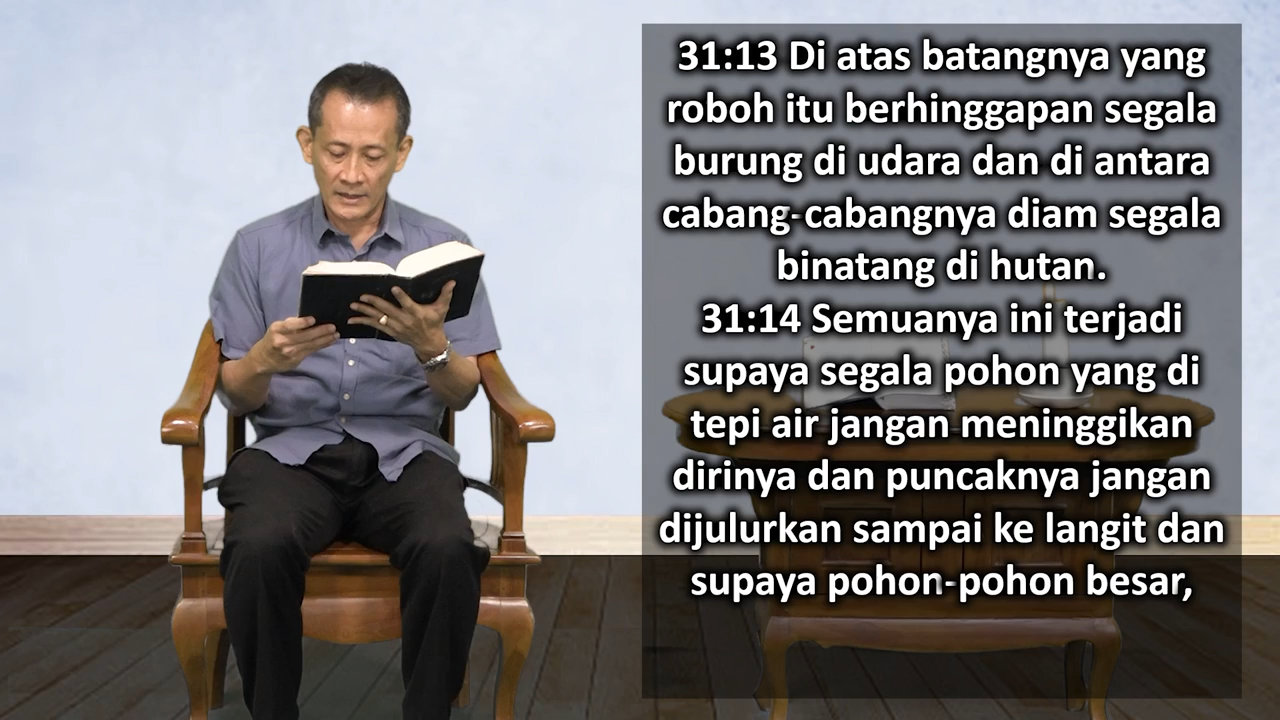 31:13 Di atas batangnya yang
roboh itu berhinggapan segala
burung di udara dan di antara
cabang-cabangnya diam segala
binatang di hutan.
31:14 Semuanya ini terjadi
supaya segala pohon yang di
tepi air jangan meninggikan
dirinya dan puncaknya jangan
dijulurkan sampai ke langit dan
supaya pohon-pohon besar,